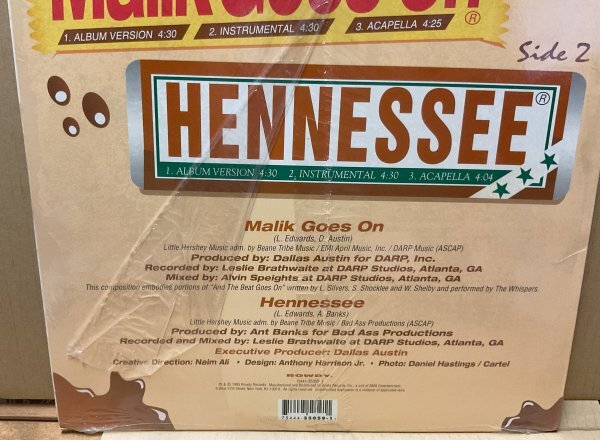 Malik Goes On ®
1. ALBUM VERSION 4:30 2. INSTRUMENTAL 4:30 3. ACAPELLA 4:25
Side 2
HENNESSEE ®
1. ALBUM VERSION 4:30 2. INSTRUMENTAL 4:30 3. ACAPELLA 4:04
Malik Goes On
(L. Edwards, D. Austin)
Little Hershey Music adm. by Beane Tribe Music / EMI April Music, Inc. / DARP Music (ASCAP)
Produced by: Dallas Austin for DARP, Inc.
Recorded by: Leslie Brathwaite at DARP Studios, Atlanta, GA
Mixed by: Alvin Speights at DARP Studios, Atlanta, GA
This composition embodies portions of "And The Beat Goes On" written by L. Silvers, S. Shocklee and W. Shelby and performed by The Whispers.
Hennessee
(L. Edwards, A. Banks)
Little Hershey Music / adm. by Beane Tribe Music / Bad Ass Productions (ASCAP)
Produced by: Ant Banks for Bad Ass Productions
Recorded and Mixed by: Leslie Brathwaite at DARP Studios, Atlanta, GA
Executive Producer: Dallas Austin
Creative Direction: Naim Ali • Design: Anthony Harrison Jr. • Photo: Daniel Hastings / Cartel
ROWDY
75444-35059-1